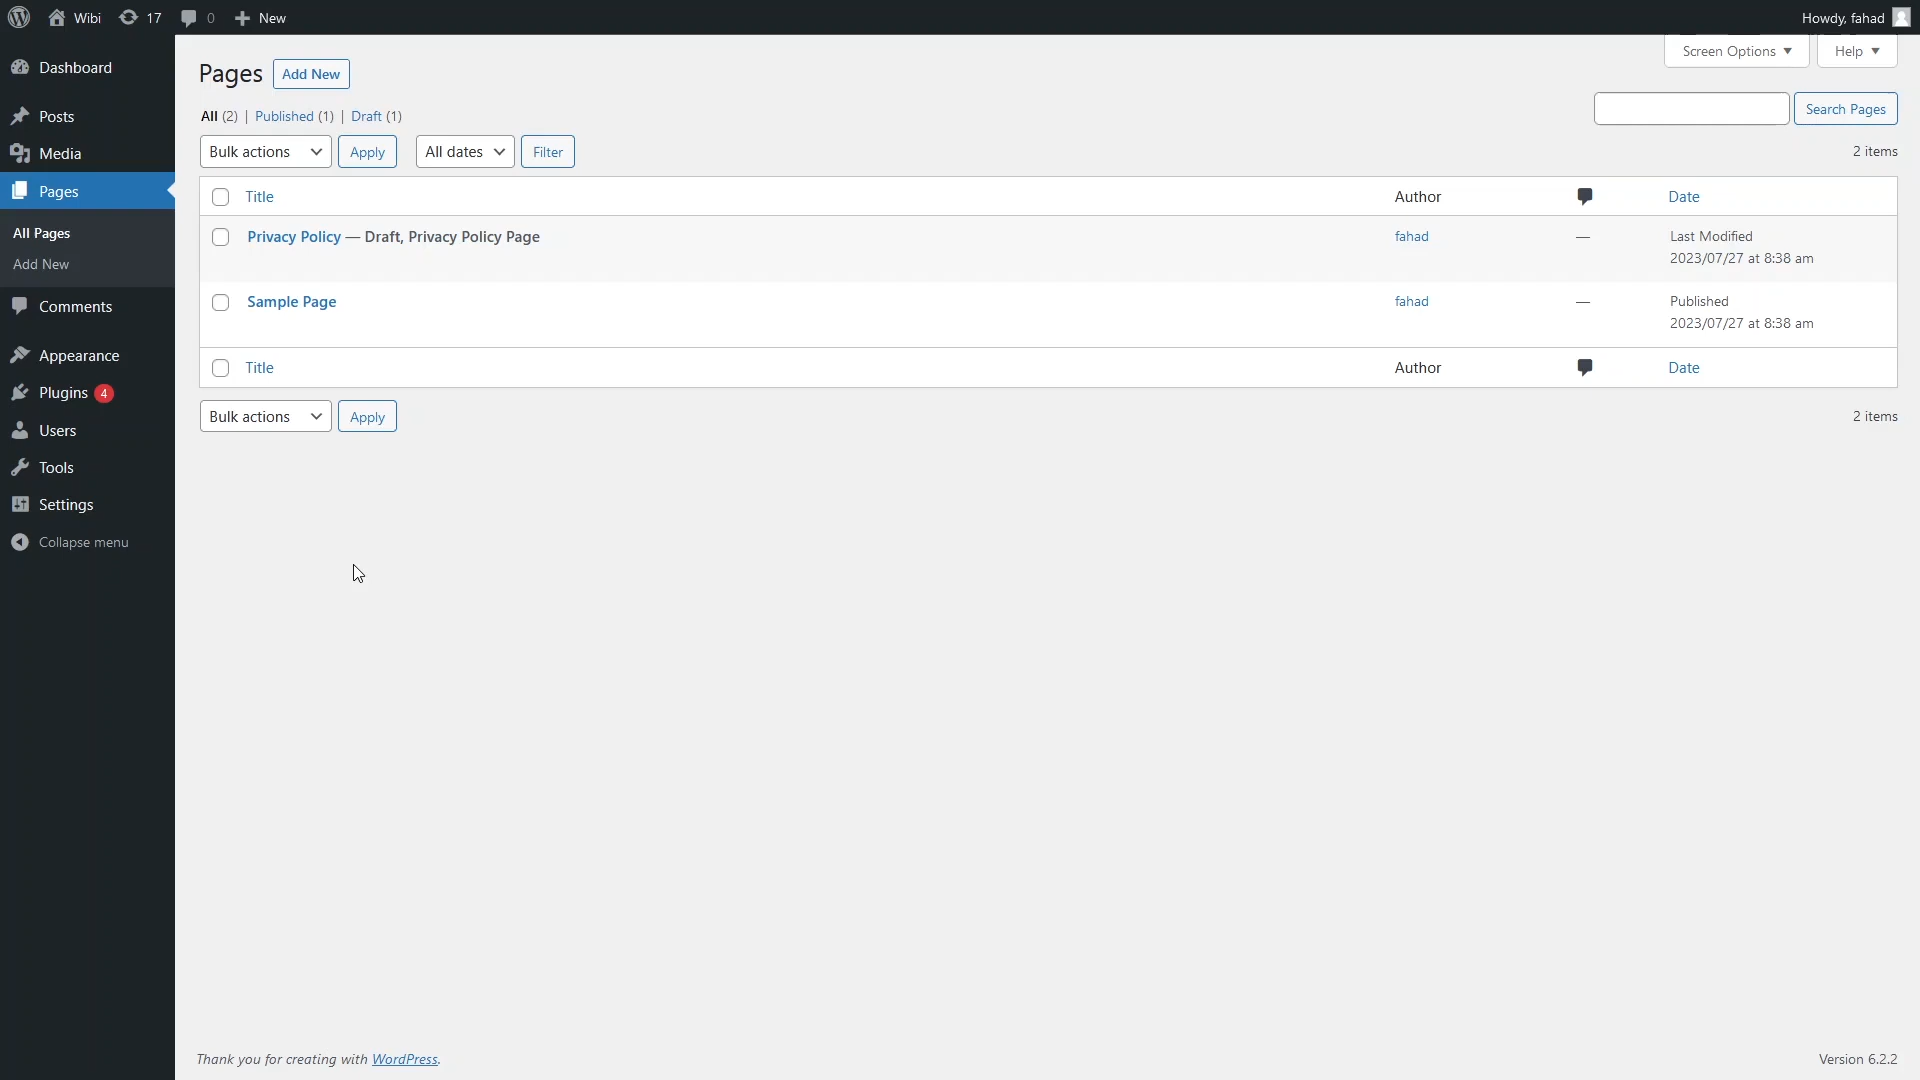 Wibi 17 0 New Howdy, fahad
Screen Options Help
Dashboard
Posts
Media
Pages
All Pages
Add New
Comments
Appearance
Plugins 4
Users
Tools
Settings
Collapse menu
Pages Add New
All (2) | Published (1) | Draft (1)
Search Pages
Bulk actions Apply All dates Filter 2 items
Title Author Date
Privacy Policy — Draft, Privacy Policy Page fahad — Last Modified
2023/07/27 at 8:38 am
Sample Page fahad — Published
2023/07/27 at 8:38 am
Title Author Date
Bulk actions Apply 2 items
Thank you for creating with WordPress. Version 6.2.2